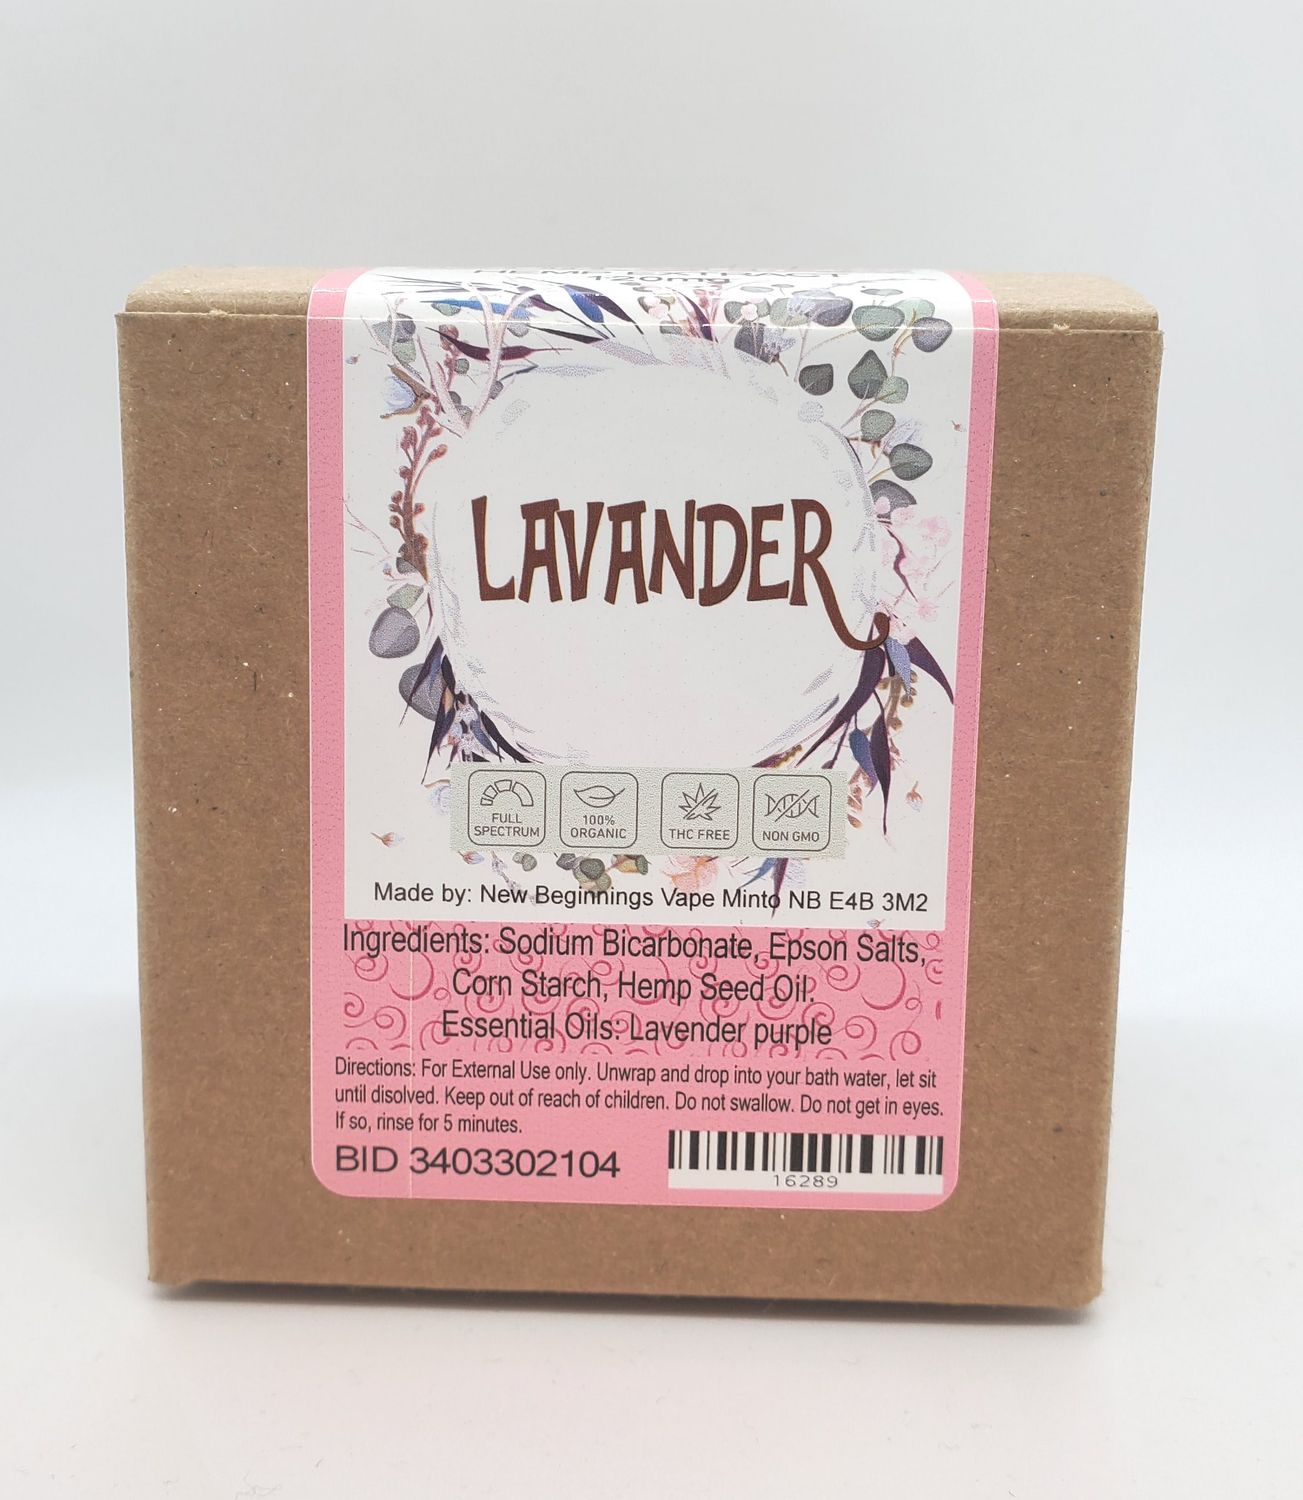 HEMP EXTRACT
120mg
LAVANDER
FULL SPECTRUM
100% ORGANIC
THC FREE
NON GMO
Made by: New Beginnings Vape Minto NB E4B 3M2
Ingredients: Sodium Bicarbonate, Epson Salts,
Corn Starch, Hemp Seed Oil.
Essential Oils: Lavender purple
Directions: For External Use only. Unwrap and drop into your bath water, let sit
until disolved. Keep out of reach of children. Do not swallow. Do not get in eyes.
If so, rinse for 5 minutes.
BID 3403302104
16289